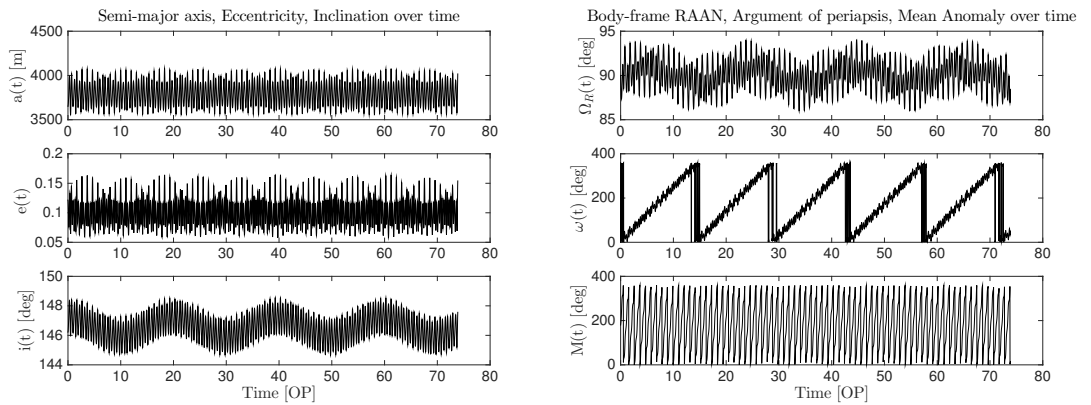 Semi-major axis, Eccentricity, Inclination over time
4500
4000
3500
a(t) [m]
0 10 20 30 40 50 60 70 80
0.2
0.15
0.1
0.05
e(t)
0 10 20 30 40 50 60 70 80
150
148
146
144
i(t) [deg]
0 10 20 30 40 50 60 70 80
Time [OP]
Body-frame RAAN, Argument of periapsis, Mean Anomaly over time
95
90
85
Ω_R(t) [deg]
0 10 20 30 40 50 60 70 80
400
200
0
ω(t) [deg]
0 10 20 30 40 50 60 70 80
400
200
0
M(t) [deg]
0 10 20 30 40 50 60 70 80
Time [OP]